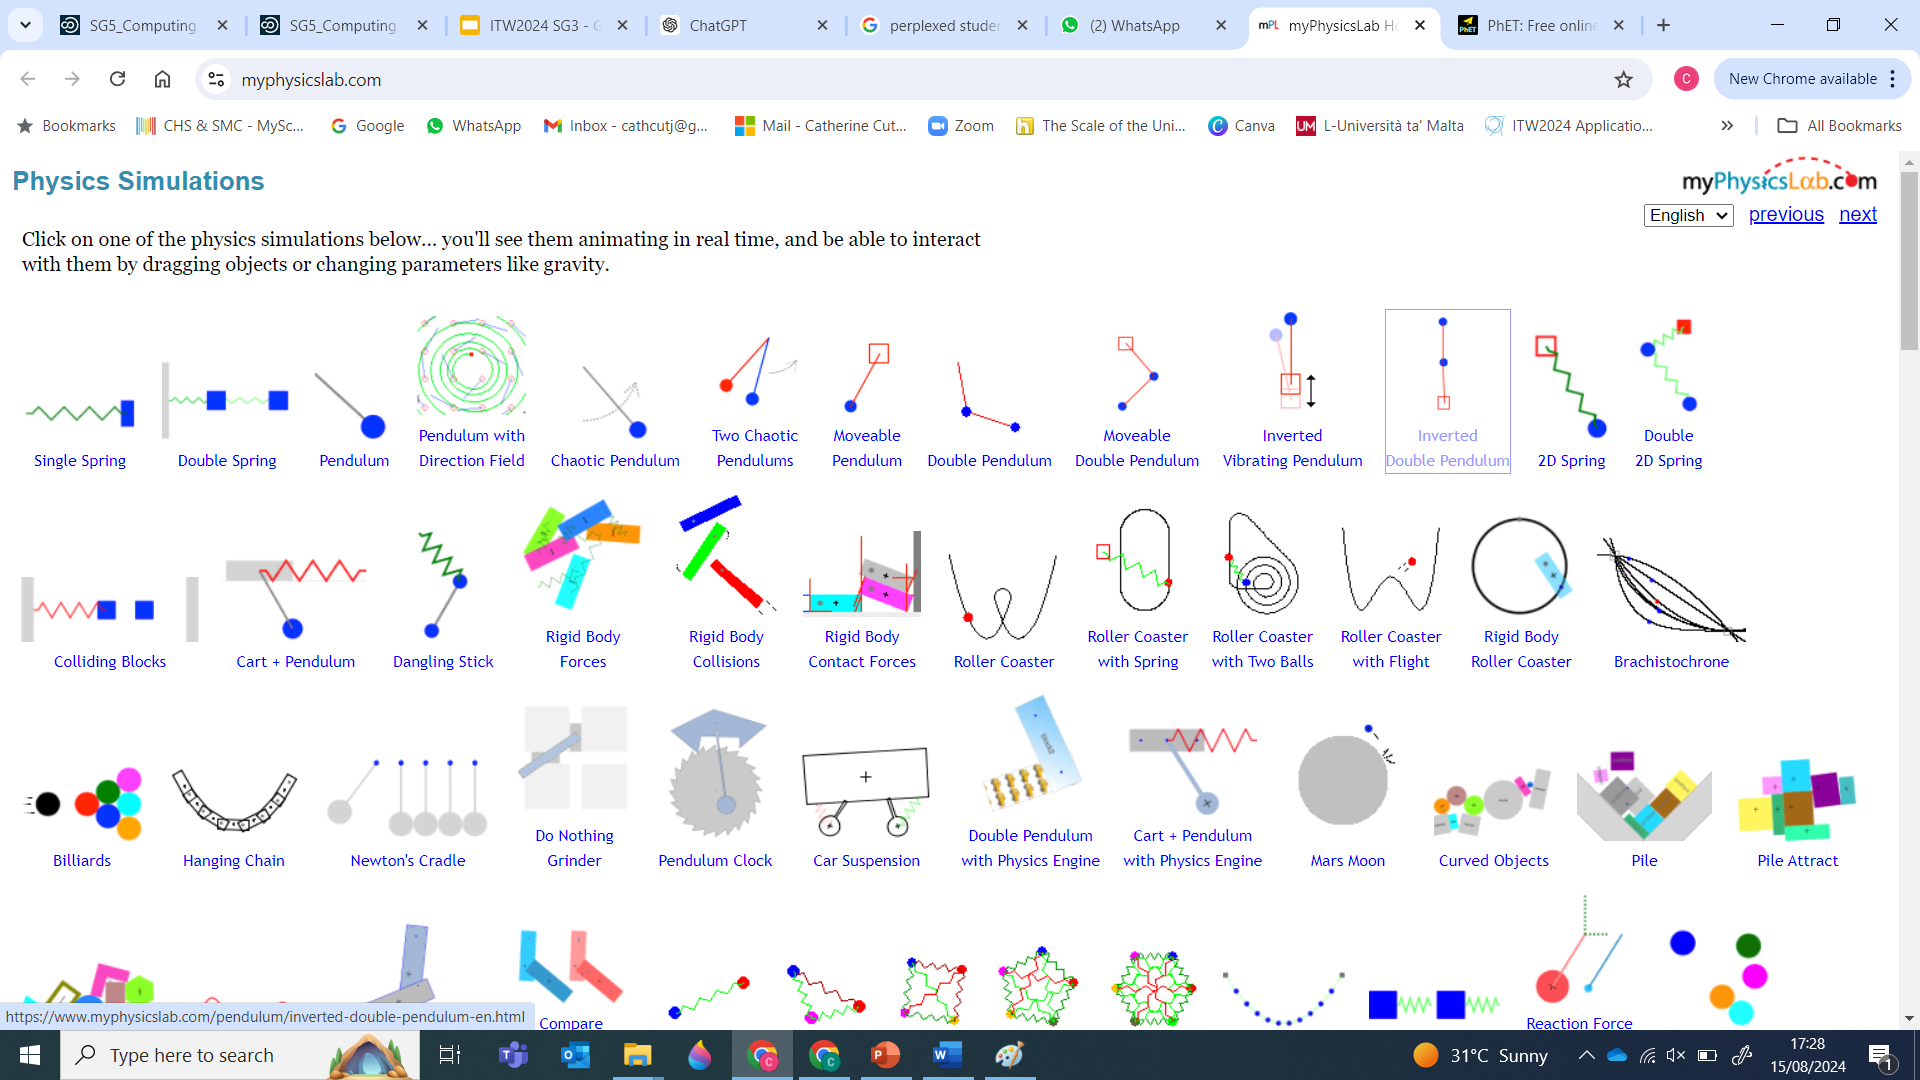 SG5_Computing
SG5_Computing
ITW2024 SG3 - G
ChatGPT
perplexed studen
(2) WhatsApp
mPL myPhysicsLab Ho
PhET: Free online
myphysicslab.com
C
New Chrome available
Bookmarks
CHS & SMC - MySc...
Google
WhatsApp
Inbox - cathcutj@g...
Mail - Catherine Cut...
Zoom
The Scale of the Uni...
Canva
UM L-Università ta' Malta
ITW2024 Applicatio...
All Bookmarks
Physics Simulations
myPhysicsLab.com
English
previous
next
Click on one of the physics simulations below... you'll see them animating in real time, and be able to interact
with them by dragging objects or changing parameters like gravity.
Single Spring
Double Spring
Pendulum
Pendulum with
Direction Field
Chaotic Pendulum
Two Chaotic
Pendulums
Moveable
Pendulum
Double Pendulum
Moveable
Double Pendulum
Inverted
Vibrating Pendulum
Inverted
Double Pendulum
2D Spring
Double
2D Spring
Colliding Blocks
Cart + Pendulum
Dangling Stick
Rigid Body
Forces
Rigid Body
Collisions
Rigid Body
Contact Forces
Roller Coaster
Roller Coaster
with Spring
Roller Coaster
with Two Balls
Roller Coaster
with Flight
Rigid Body
Roller Coaster
Brachistochrone
Billiards
Hanging Chain
Newton's Cradle
Do Nothing
Grinder
Pendulum Clock
Car Suspension
block2
Double Pendulum
with Physics Engine
Cart + Pendulum
with Physics Engine
Mars Moon
Curved Objects
Pile
Pile Attract
https://www.myphysicslab.com/pendulum/inverted-double-pendulum-en.html
Compare
Reaction Force
Type here to search
31°C Sunny
17:28
15/08/2024
1